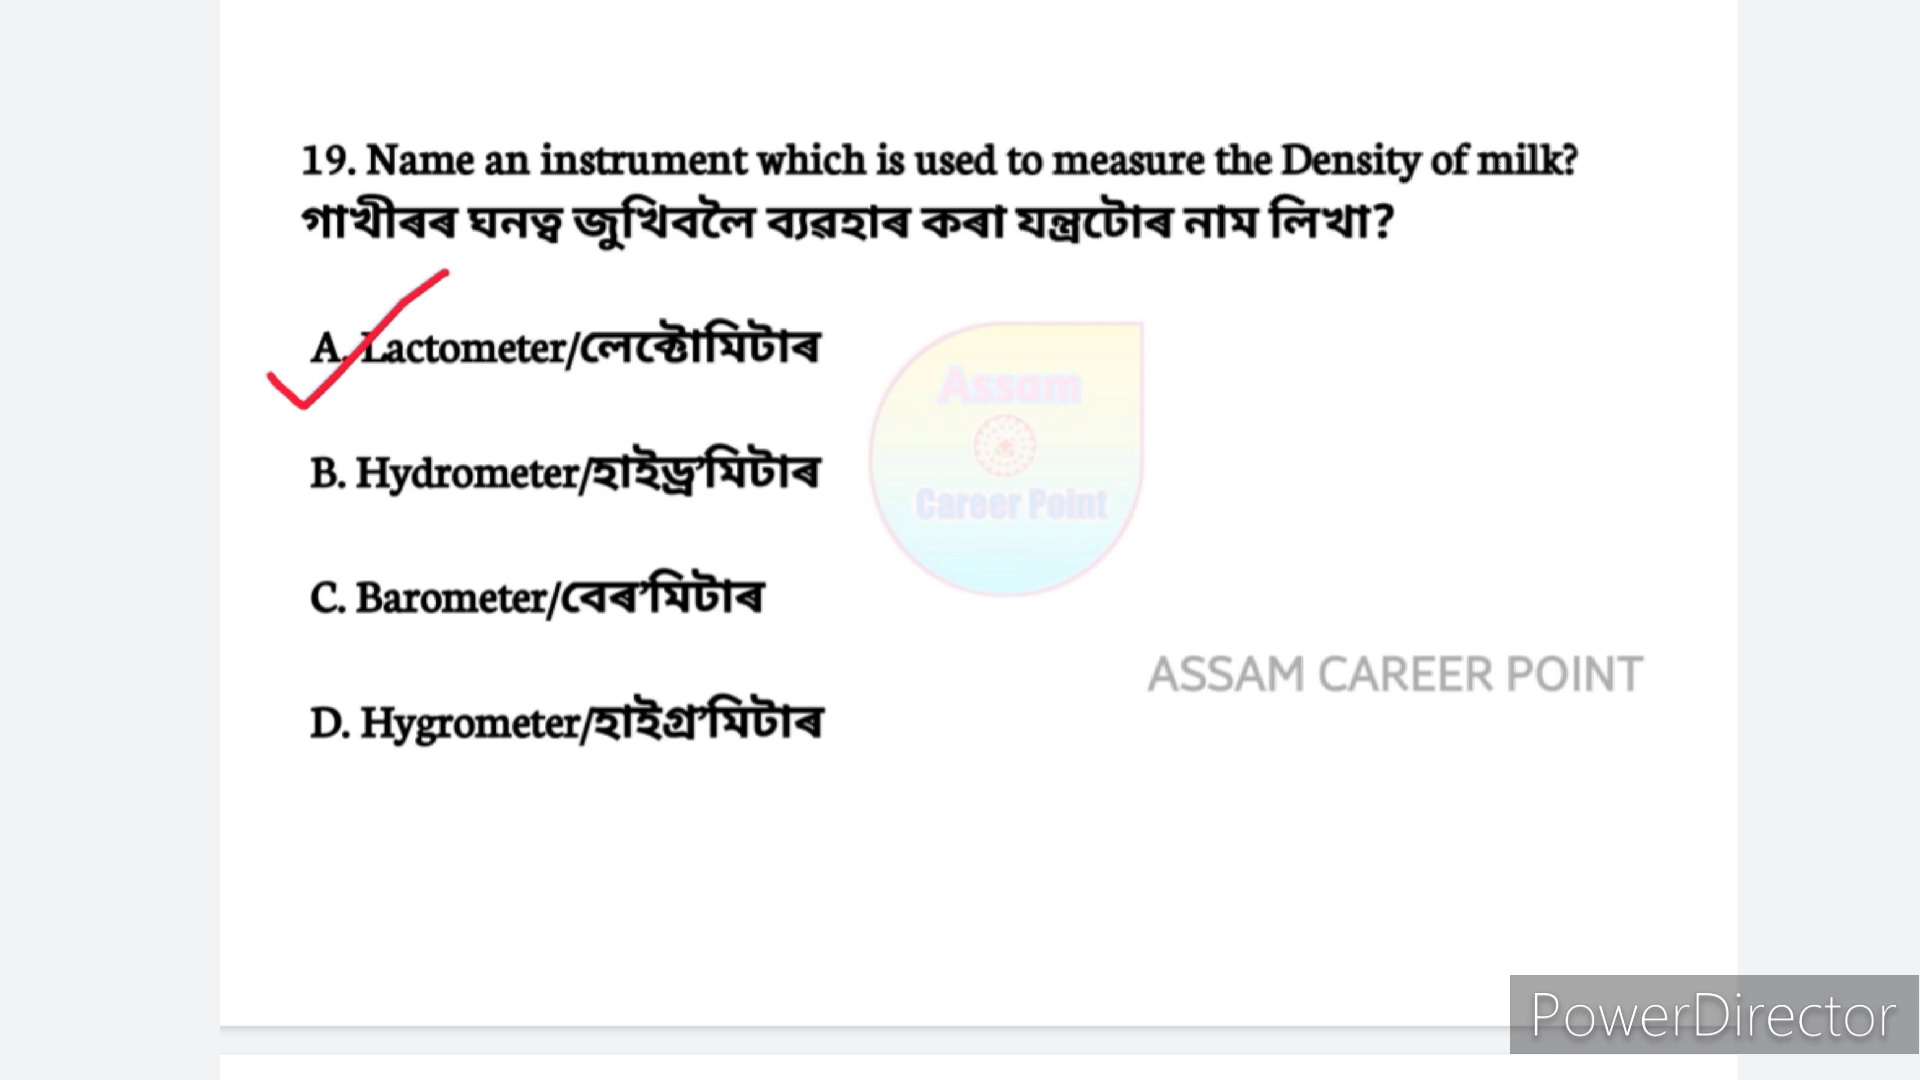 19. Name an instrument which is used to measure the Density of milk?
গাখীৰৰ ঘনত্ব জুখিবলৈ ব্যৱহাৰ কৰা যন্ত্ৰটোৰ নাম লিখা?
A. Lactometer/লেক্টোমিটাৰ
Assam
B. Hydrometer/হাইড্ৰ’মিটাৰ
Career Point
C. Barometer/বেৰ’মিটাৰ
ASSAM CAREER POINT
D. Hygrometer/হাইগ্ৰ’মিটাৰ
PowerDirector